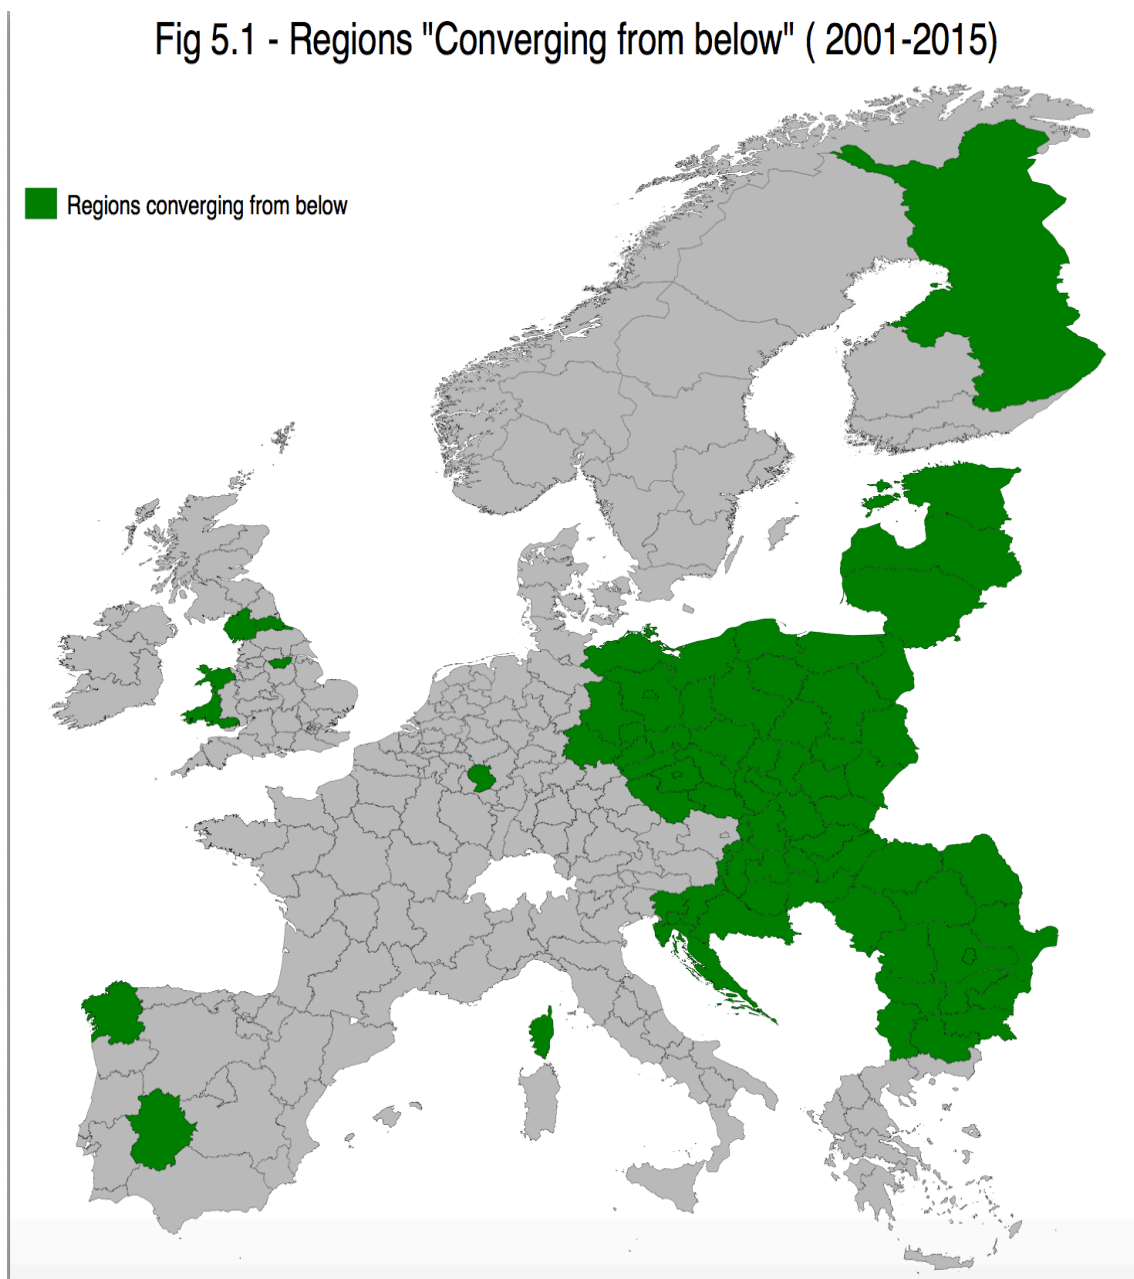 Fig 5.1 - Regions "Converging from below" ( 2001-2015)
Regions converging from below